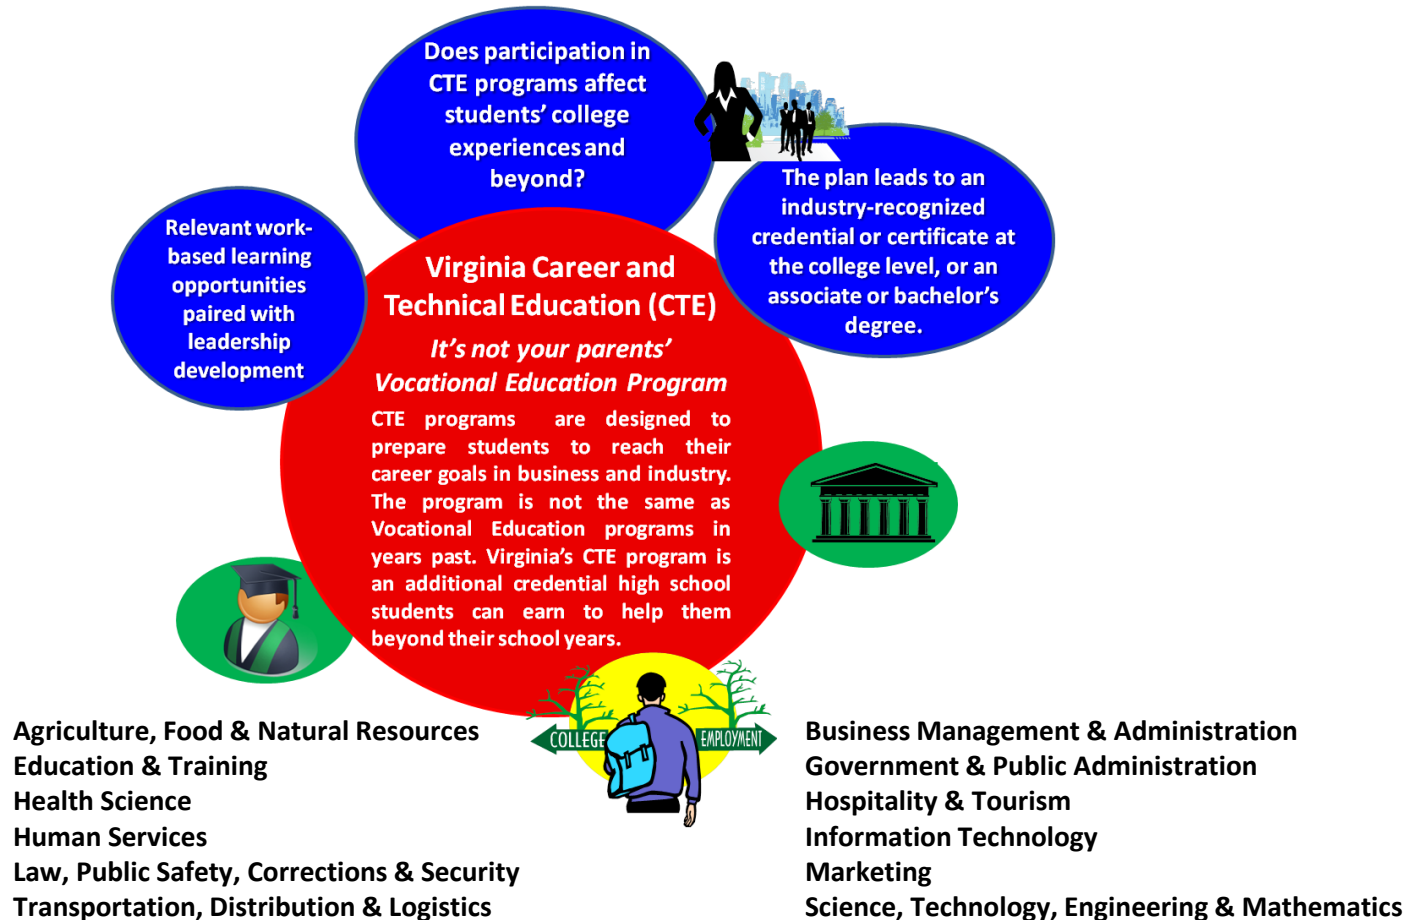 Does participation in
CTE programs affect
students’ college
experiences and
beyond?
The plan leads to an
industry-recognized
credential or certificate at
the college level, or an
associate or bachelor’s
degree.
Relevant work-
based learning
opportunities
paired with
leadership
development
Virginia Career and
Technical Education (CTE)
It’s not your parents’
Vocational Education Program
CTE programs are designed to
prepare students to reach their
career goals in business and industry.
The program is not the same as
Vocational Education programs in
years past. Virginia’s CTE program is
an additional credential high school
students can earn to help them
beyond their school years.
COLLEGE
EMPLOYMENT
Agriculture, Food & Natural Resources
Education & Training
Health Science
Human Services
Law, Public Safety, Corrections & Security
Transportation, Distribution & Logistics
Business Management & Administration
Government & Public Administration
Hospitality & Tourism
Information Technology
Marketing
Science, Technology, Engineering & Mathematics